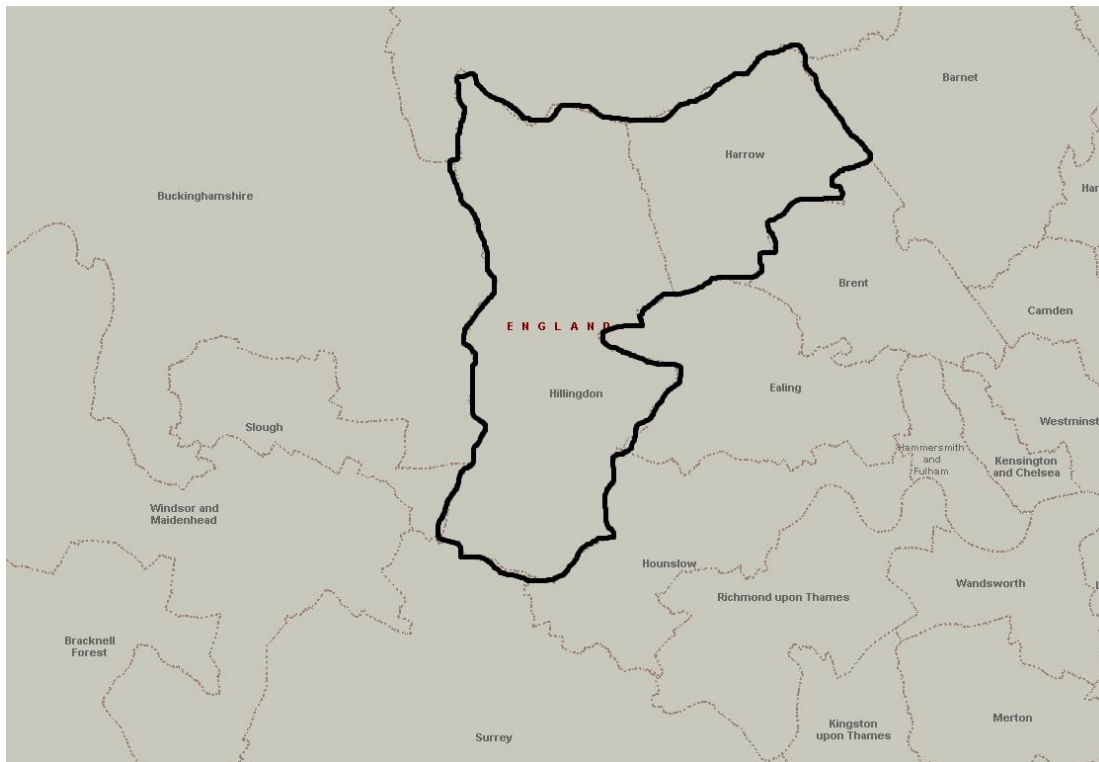 Barnet
Harrow
Buckinghamshire
Har
Brent
Camden
ENGLAND
Ealing
Hillingdon
Westminst
Slough
Hammersmith
and
Fulham
Kensington
and Chelsea
Windsor and
Maidenhead
Hounslow
Wandsworth
Richmond upon Thames
Bracknell
Forest
Merton
Kingston
upon Thames
Surrey